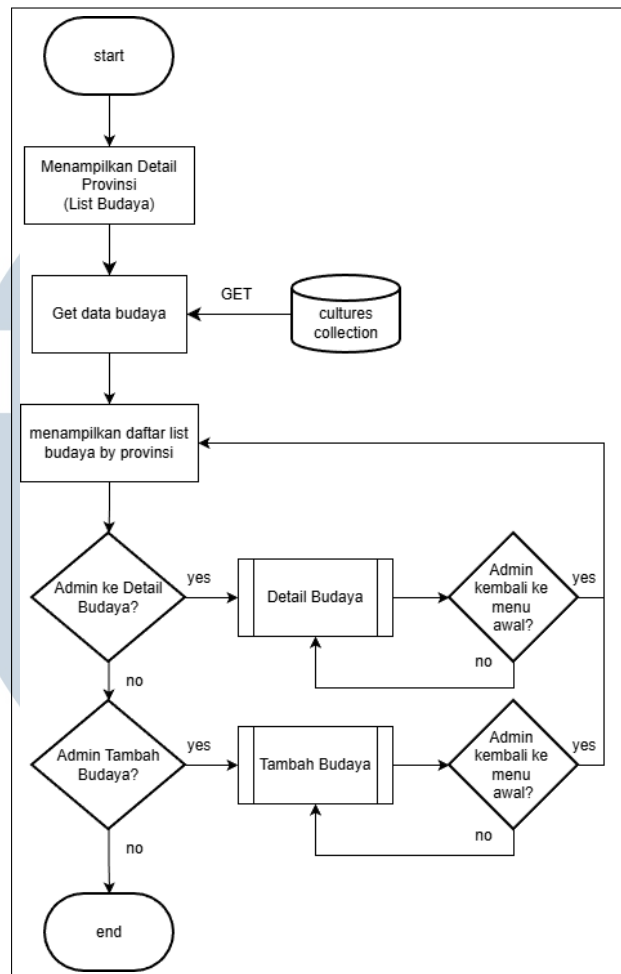 start
Menampilkan Detail
Provinsi
(List Budaya)
Get data budaya
GET
cultures
collection
menampilkan daftar list
budaya by provinsi
Admin ke Detail
Budaya?
yes
Detail Budaya
Admin
kembali ke
menu
awal?
yes
no
no
Admin Tambah
Budaya?
yes
Tambah Budaya
Admin
kembali ke
menu
awal?
yes
no
no
end